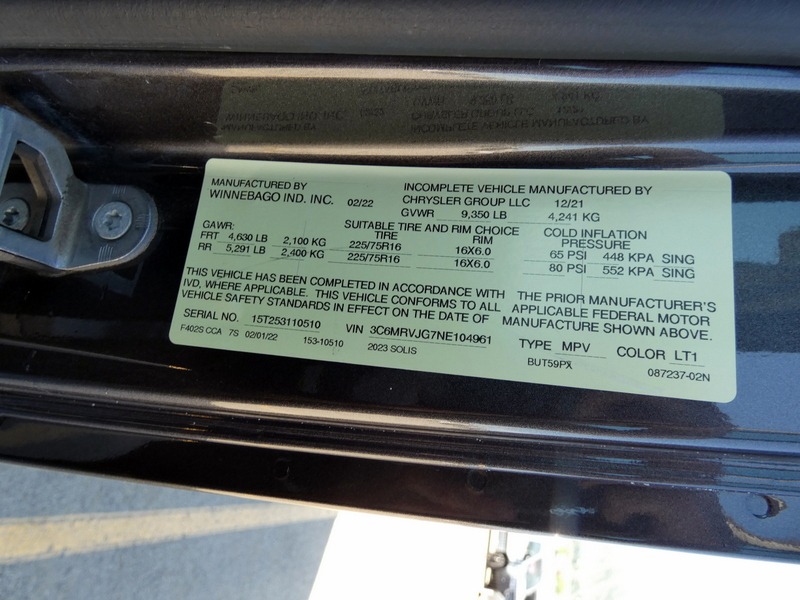 MANUFACTURED BY
WINNEBAGO IND. INC. 02/22
INCOMPLETE VEHICLE MANUFACTURED BY
CHRYSLER GROUP LLC 12/21
GVWR 9,350 LB 4,241 KG
GAWR: SUITABLE TIRE AND RIM CHOICE COLD INFLATION
TIRE RIM PRESSURE
FRT 4,630 LB 2,100 KG 225/75R16 16X6.0 65 PSI 448 KPA SING
RR 5,291 LB 2,400 KG 225/75R16 16X6.0 80 PSI 552 KPA SING
THIS VEHICLE HAS BEEN COMPLETED IN ACCORDANCE WITH THE PRIOR MANUFACTURER'S
IVD, WHERE APPLICABLE. THIS VEHICLE CONFORMS TO ALL APPLICABLE FEDERAL MOTOR
VEHICLE SAFETY STANDARDS IN EFFECT ON THE DATE OF MANUFACTURE SHOWN ABOVE.
SERIAL NO. 15T253110510 VIN 3C6MRVJG7NE104961 TYPE MPV COLOR LT1
F402S CCA 7S 02/01/22 153-10510 2023 SOLIS BUT59PX 087237-02N